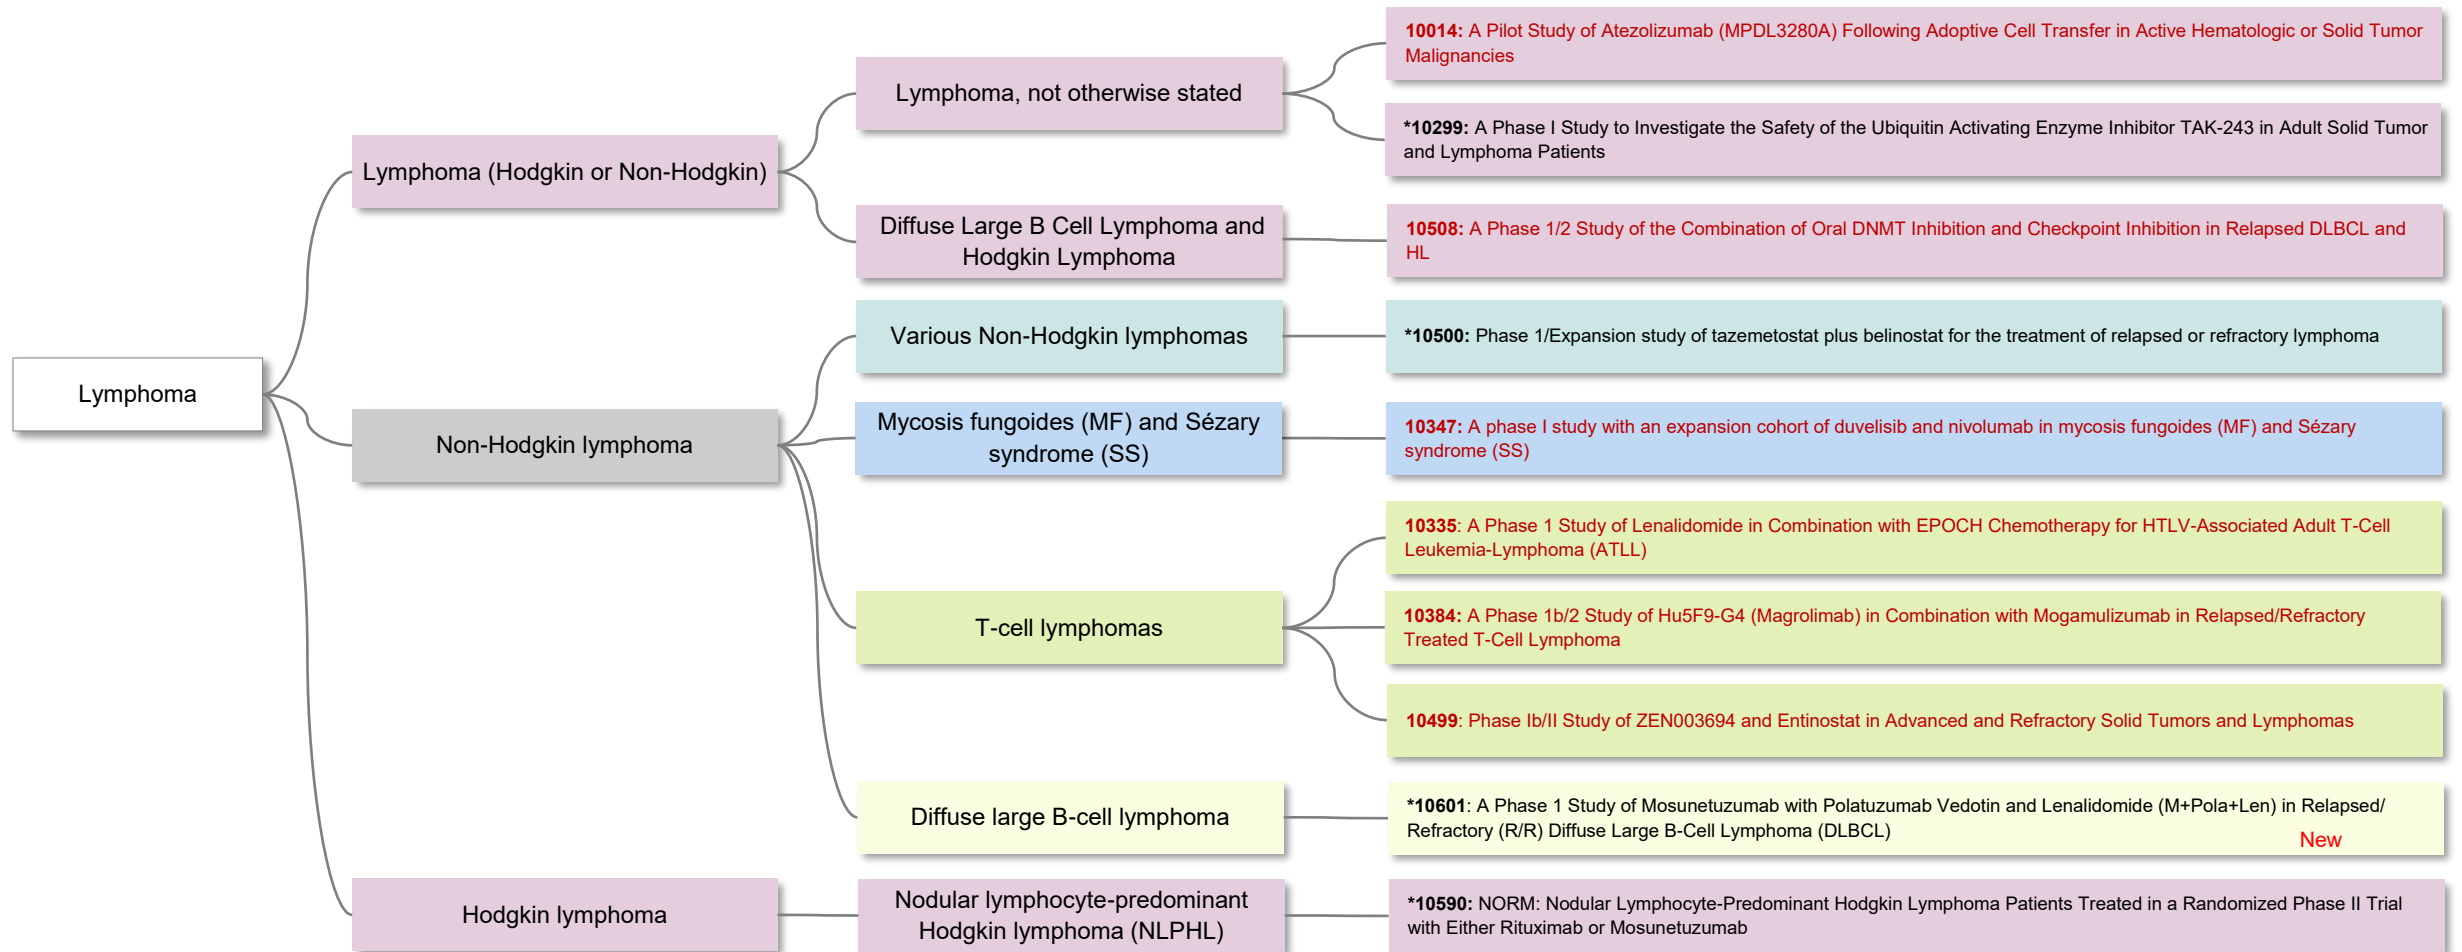 Lymphoma
Lymphoma (Hodgkin or Non-Hodgkin)
Lymphoma, not otherwise stated
10014: A Pilot Study of Atezolizumab (MPDL3280A) Following Adoptive Cell Transfer in Active Hematologic or Solid Tumor
Malignancies
*10299: A Phase I Study to Investigate the Safety of the Ubiquitin Activating Enzyme Inhibitor TAK-243 in Adult Solid Tumor
and Lymphoma Patients
Diffuse Large B Cell Lymphoma and
Hodgkin Lymphoma
10508: A Phase 1/2 Study of the Combination of Oral DNMT Inhibition and Checkpoint Inhibition in Relapsed DLBCL and
HL
Non-Hodgkin lymphoma
Various Non-Hodgkin lymphomas
*10500: Phase 1/Expansion study of tazemetostat plus belinostat for the treatment of relapsed or refractory lymphoma
Mycosis fungoides (MF) and Sézary
syndrome (SS)
10347: A phase I study with an expansion cohort of duvelisib and nivolumab in mycosis fungoides (MF) and Sézary
syndrome (SS)
T-cell lymphomas
10335: A Phase 1 Study of Lenalidomide in Combination with EPOCH Chemotherapy for HTLV-Associated Adult T-Cell
Leukemia-Lymphoma (ATLL)
10384: A Phase 1b/2 Study of Hu5F9-G4 (Magrolimab) in Combination with Mogamulizumab in Relapsed/Refractory
Treated T-Cell Lymphoma
10499: Phase Ib/II Study of ZEN003694 and Entinostat in Advanced and Refractory Solid Tumors and Lymphomas
Diffuse large B-cell lymphoma
*10601: A Phase 1 Study of Mosunetuzumab with Polatuzumab Vedotin and Lenalidomide (M+Pola+Len) in Relapsed/
Refractory (R/R) Diffuse Large B-Cell Lymphoma (DLBCL)
New
Hodgkin lymphoma
Nodular lymphocyte-predominant
Hodgkin lymphoma (NLPHL)
*10590: NORM: Nodular Lymphocyte-Predominant Hodgkin Lymphoma Patients Treated in a Randomized Phase II Trial
with Either Rituximab or Mosunetuzumab